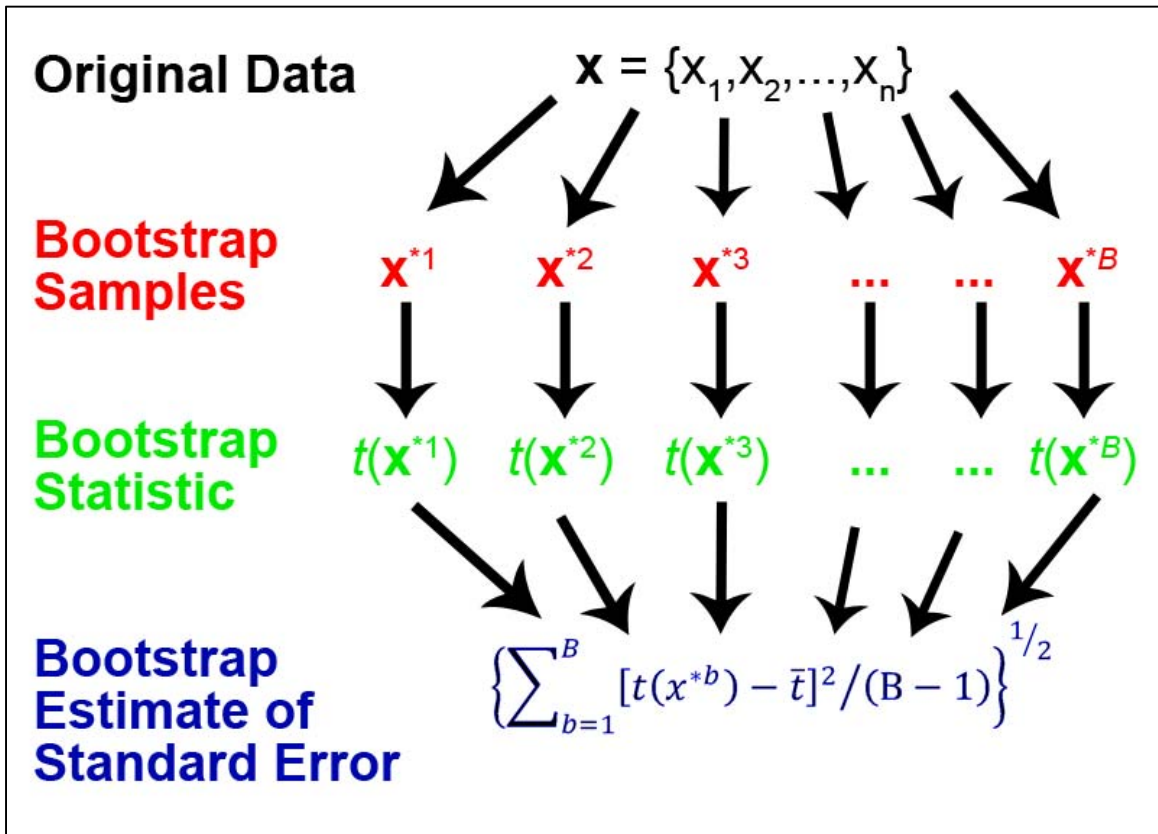 Original Data
𝐱 = {x₁,x₂,...,xₙ}
Bootstrap
Samples
𝐱*¹ 𝐱*² 𝐱*³ ... ... 𝐱*ᴮ
Bootstrap
Statistic
t(𝐱*¹) t(𝐱*²) t(𝐱*³) ... ... t(𝐱*ᴮ)
Bootstrap
Estimate of
Standard Error
{∑_{b=1}^{B} [t(x*ᵇ) − t̄]²/(B − 1)}^{1/2}